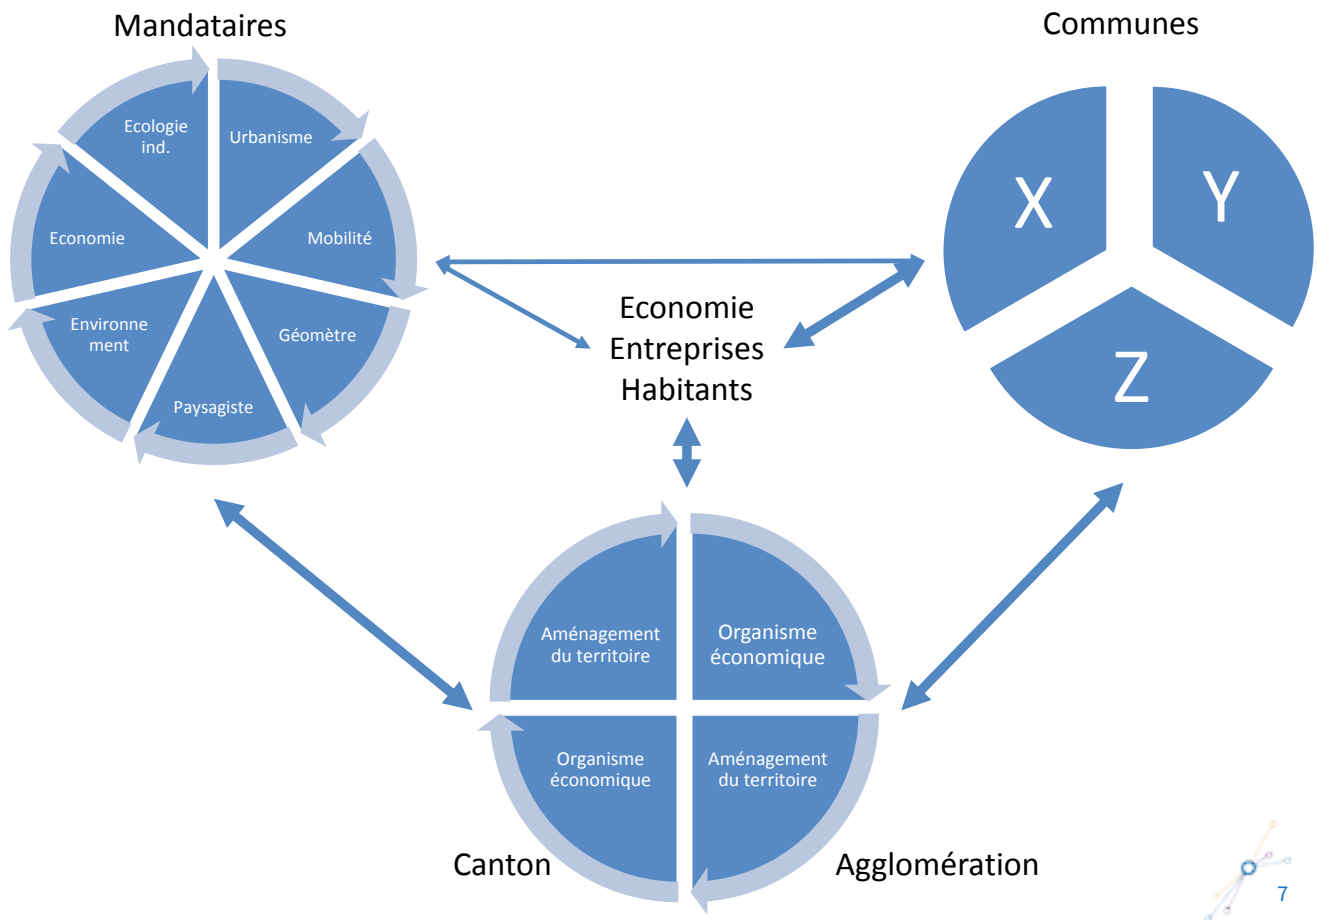 Mandataires
Communes
Ecologie
ind.
Urbanisme
Economie
Mobilité
Environne
ment
Géomètre
Paysagiste
X
Y
Z
Economie
Entreprises
Habitants
Aménagement
du territoire
Organisme
économique
Organisme
économique
Aménagement
du territoire
Canton
Agglomération
7